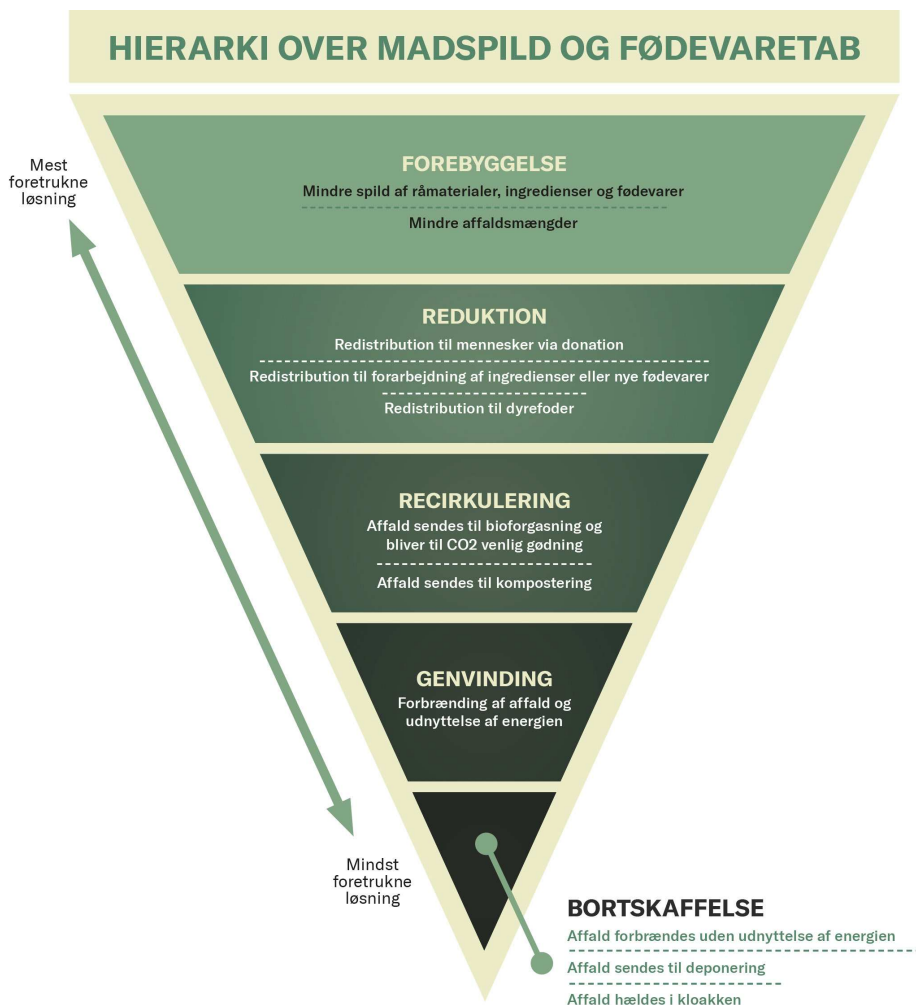 HIERARKI OVER MADSPILD OG FØDEVARETAB
Mest
foretrukne
løsning
FOREBYGGELSE
Mindre spild af råmaterialer, ingredienser og fødevarer
Mindre affaldsmængder
REDUKTION
Redistribution til mennesker via donation
Redistribution til forarbejdning af ingredienser eller nye fødevarer
Redistribution til dyrefoder
RECIRKULERING
Affald sendes til bioforgasning og
bliver til CO2 venlig gødning
Affald sendes til kompostering
GENVINDING
Forbrænding af affald og
udnyttelse af energien
Mindst
foretrukne
løsning
BORTSKAFFELSE
Affald forbrændes uden udnyttelse af energien
Affald sendes til deponering
Affald hældes i kloakken